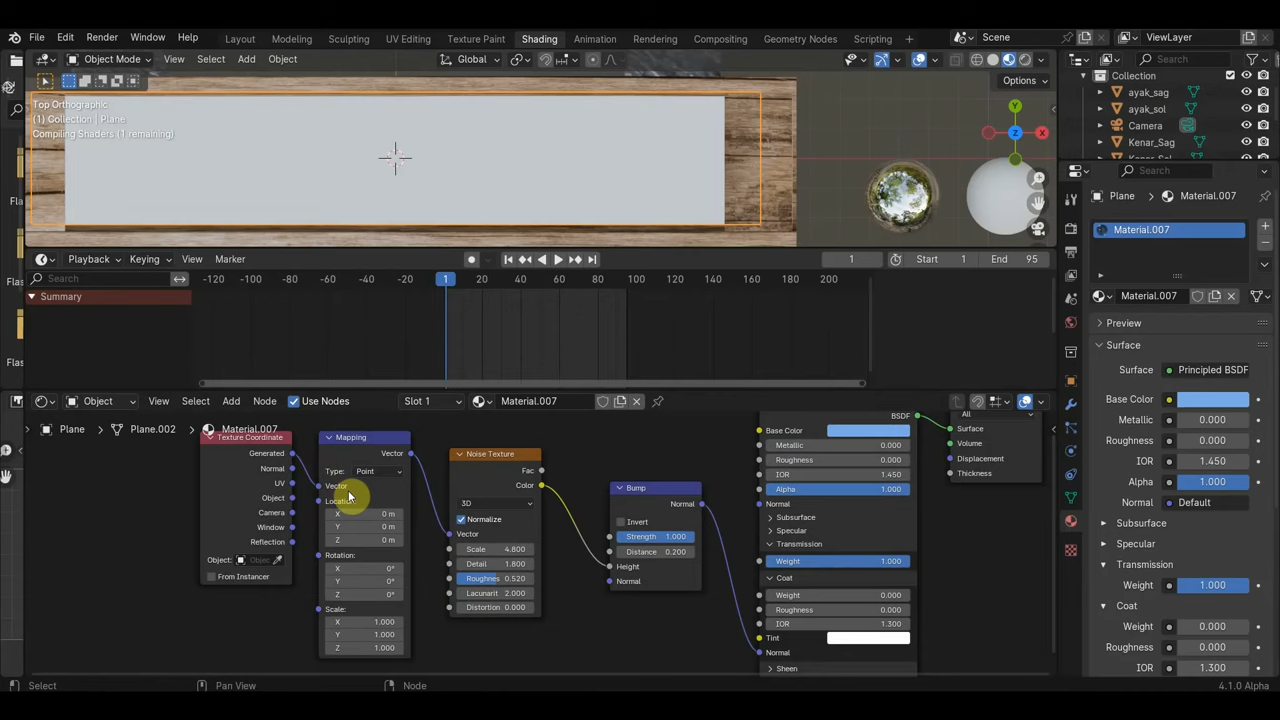 File Edit Render Window Help
Layout Modeling Sculpting UV Editing Texture Paint Shading Animation Rendering Compositing Geometry Nodes Scripting +
Scene
ViewLayer
Object Mode View Select Add Object
Global
Search
Options
Top Orthographic
(1) Collection | Plane
Compiling Shaders (1 remaining)
Y
X
Z
Collection
ayak_sag
ayak_sol
Camera
Kenar_Sag
Fla
Flas
Flas
Playback Keying View Marker
1
Start 1
End 95
Search
-120 -100 -80 -60 -40 -20 1 20 40 60 80 100 120 140 160 180 200
Summary
Search
Plane
Material.007
Material.007
Material.007
Preview
Surface
Surface Principled BSDF
Base Color
Metallic 0.000
Roughness 0.000
IOR 1.450
Alpha 1.000
Normal Default
Subsurface
Specular
Transmission
Weight 1.000
Coat
Weight 0.000
Roughness 0.000
IOR 1.300
Object View Select Add Node Use Nodes Slot 1 Material.007
Plane Plane.002 Material.007
Texture Coordinate
Generated
Normal
UV
Object
Camera
Window
Reflection
Object: Objec
From Instancer
Mapping
Vector
Type: Point
Vector
Location:
X 0 m
Y 0 m
Z 0 m
Rotation:
X 0°
Y 0°
Z 0°
Scale:
X 1.000
Y 1.000
Z 1.000
Noise Texture
Fac
Color
3D
Normalize
Vector
Scale 4.800
Detail 1.800
Roughnes 0.520
Lacunarit 2.000
Distortion 0.000
Bump
Normal
Invert
Strength 1.000
Distance 0.200
Height
Normal
BSDF
Base Color
Metallic 0.000
Roughness 0.000
IOR 1.450
Alpha 1.000
Normal
Subsurface
Specular
Transmission
Weight 1.000
Coat
Weight 0.000
Roughness 0.000
IOR 1.300
Tint
Normal
Sheen
All
Surface
Volume
Displacement
Thickness
Select
Pan View
Node
4.1.0 Alpha